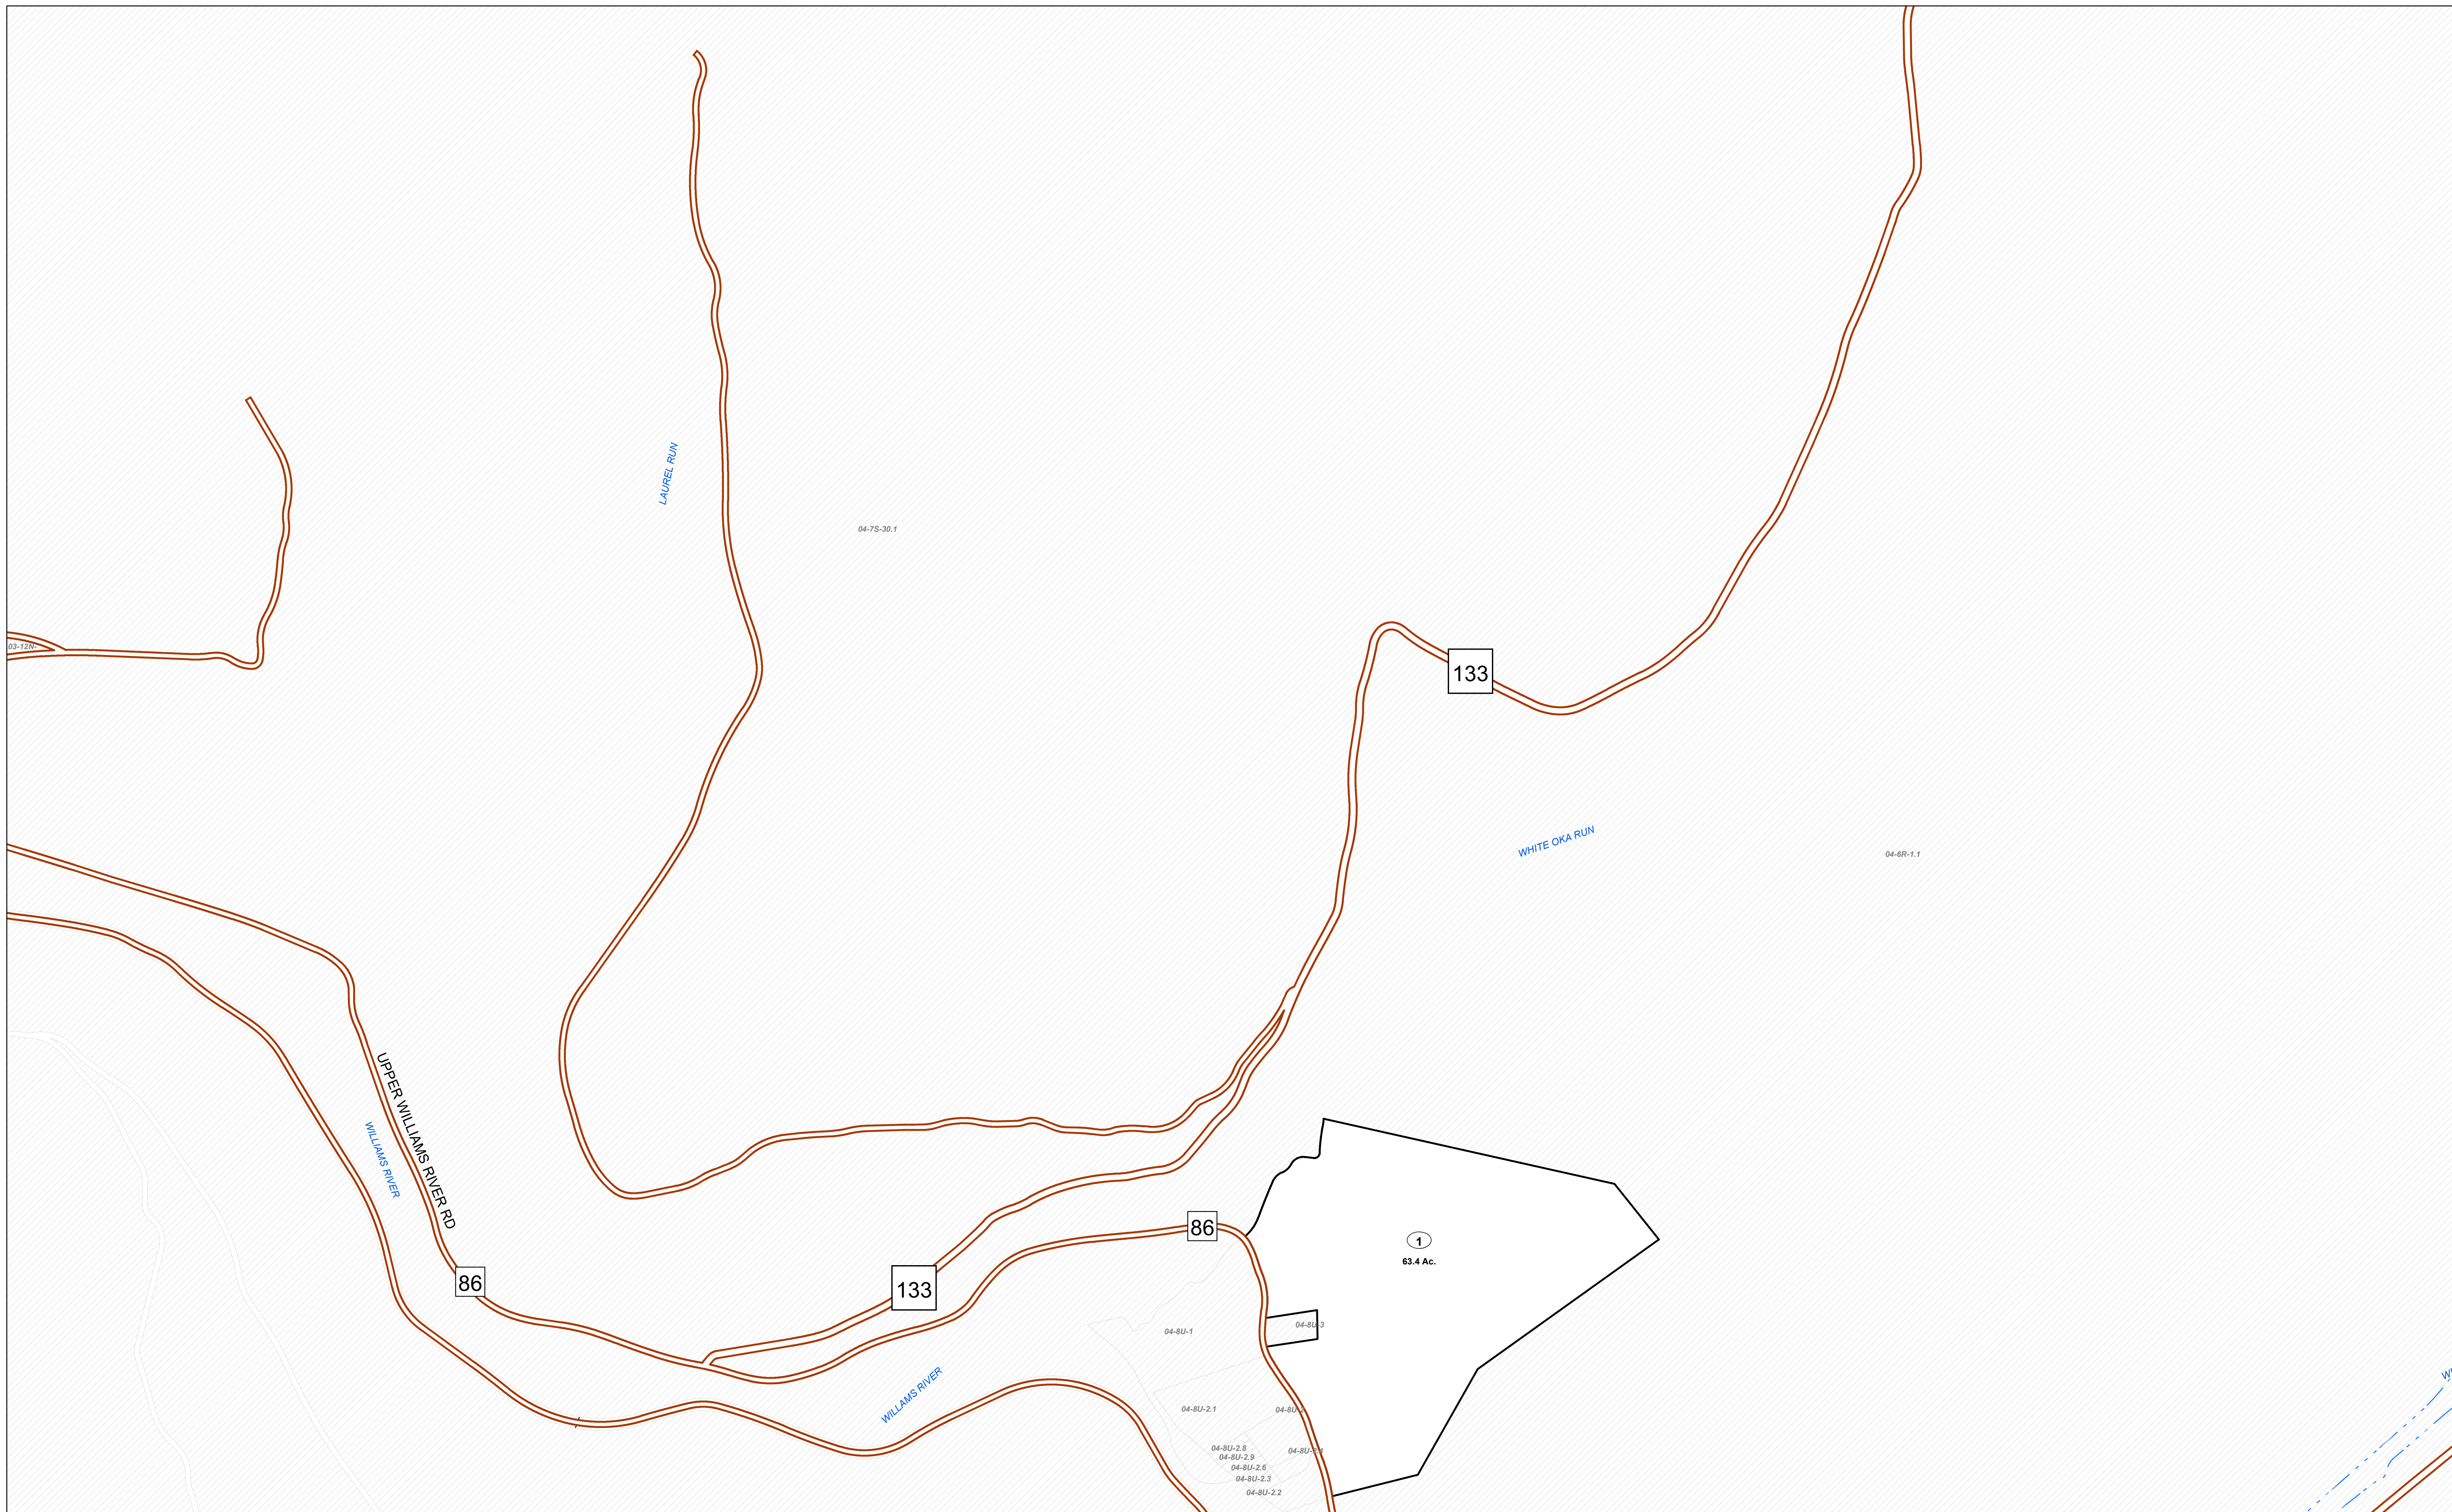 LAUREL RUN
04-7S-30.1
03-12N-
133
WHITE OKA RUN
04-6R-1.1
UPPER WILLIAMS RIVER RD
WILLIAMS RIVER
86
86
133
1
63.4 Ac.
04-8U-3
04-8U-1
WILLAMS RIVER
04-8U-2.1
04-8U-2.8
04-8U-2.9
04-8U-2.6
04-8U-2.3
04-8U-2.2